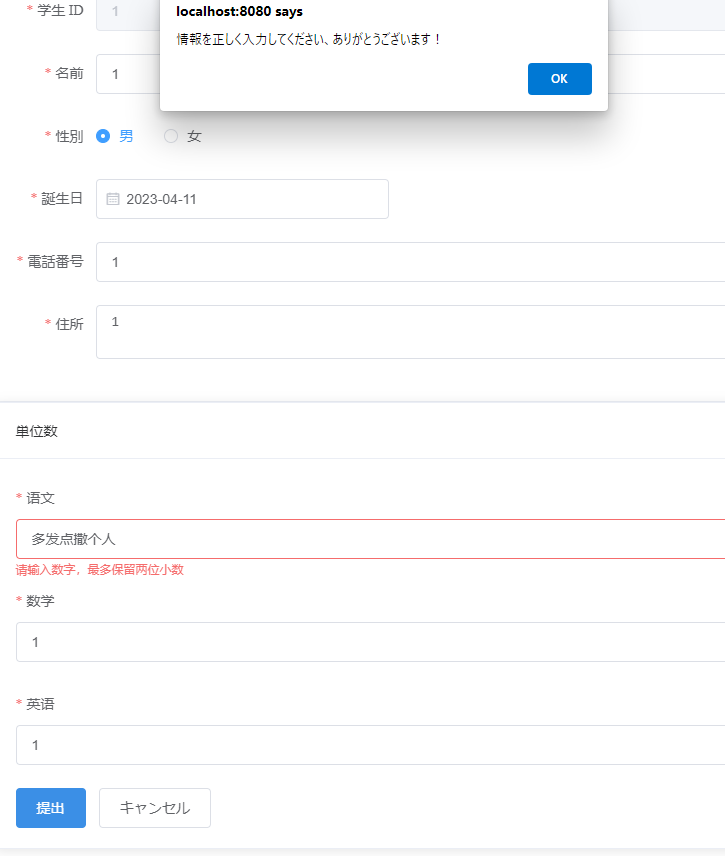 localhost:8080 says
情報を正しく入力してください、ありがとうございます！
OK
* 学生 ID
1
* 名前
1
* 性別
男
女
* 誕生日
2023-04-11
* 電話番号
1
* 住所
1
単位数
* 语文
多发点撒个人
请输入数字，最多保留两位小数
* 数学
1
* 英语
1
提出
キャンセル